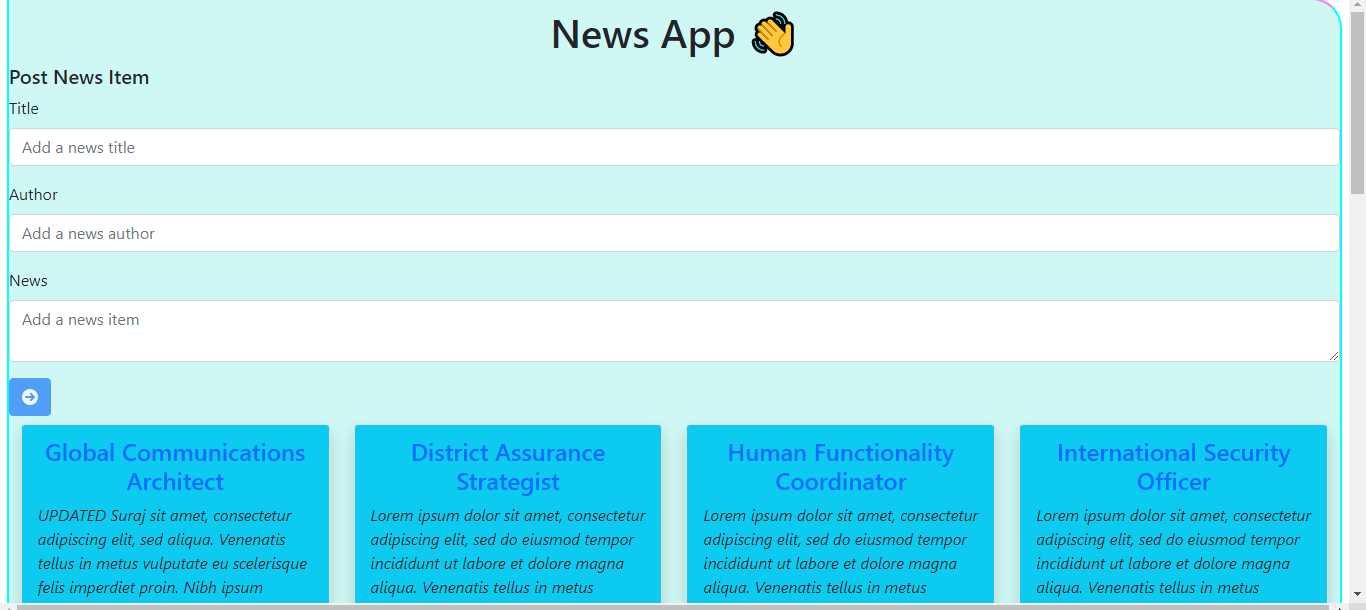 News App 👋
Post News Item
Title
Add a news title
Author
Add a news author
News
Add a news item
Global Communications
Architect
UPDATED Suraj sit amet, consectetur
adipiscing elit, sed aliqua. Venenatis
tellus in metus vulputate eu scelerisque
felis imperdiet proin. Nibh ipsum
District Assurance
Strategist
Lorem ipsum dolor sit amet, consectetur
adipiscing elit, sed do eiusmod tempor
incididunt ut labore et dolore magna
aliqua. Venenatis tellus in metus
Human Functionality
Coordinator
Lorem ipsum dolor sit amet, consectetur
adipiscing elit, sed do eiusmod tempor
incididunt ut labore et dolore magna
aliqua. Venenatis tellus in metus
International Security
Officer
Lorem ipsum dolor sit amet, consectetur
adipiscing elit, sed do eiusmod tempor
incididunt ut labore et dolore magna
aliqua. Venenatis tellus in metus